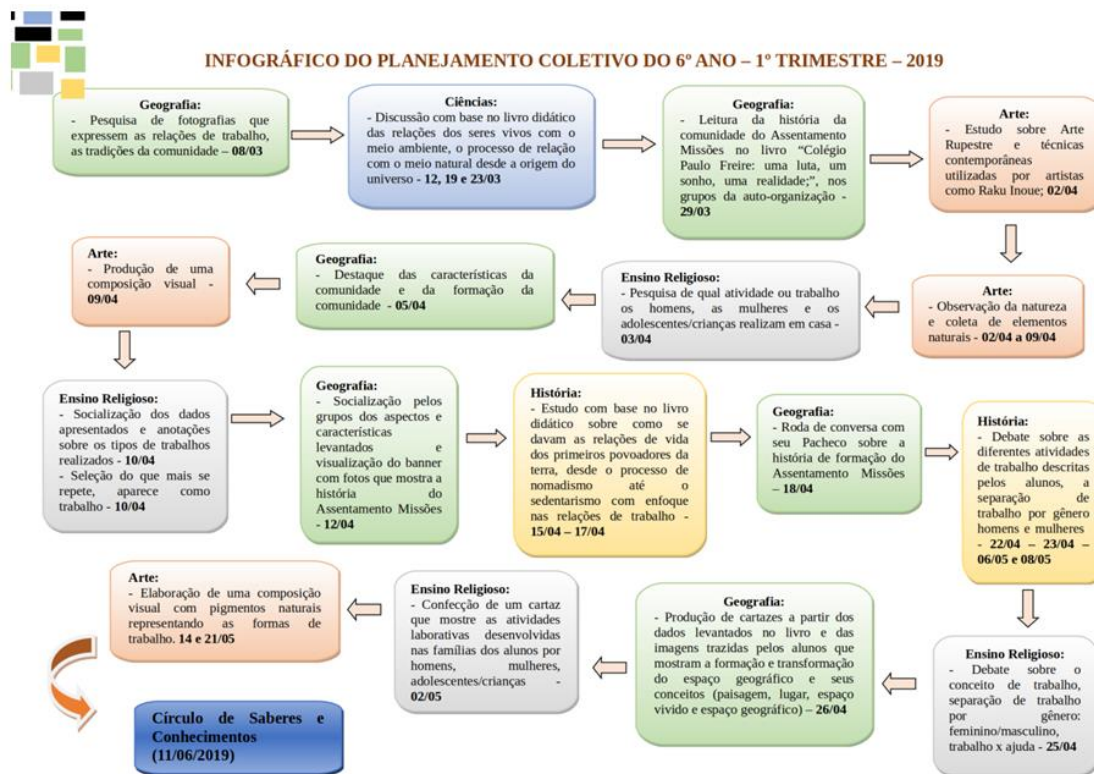 INFOGRÁFICO DO PLANEJAMENTO COLETIVO DO 6º ANO – 1º TRIMESTRE – 2019
Geografia:
- Pesquisa de fotografias que
expressem as relações de trabalho,
as tradições da comunidade – 08/03
Ciências:
- Discussão com base no livro didático
das relações dos seres vivos com o
meio ambiente, o processo de relação
com o meio natural desde a origem do
universo - 12, 19 e 23/03
Geografia:
- Leitura da história da
comunidade do Assentamento
Missões no livro “Colégio
Paulo Freire: uma luta, um
sonho, uma realidade;”, nos
grupos da auto-organização -
29/03
Arte:
- Estudo sobre Arte
Rupestre e técnicas
contemporâneas
utilizadas por artistas
como Raku Inoue; 02/04
Arte:
- Observação da natureza
e coleta de elementos
naturais - 02/04 a 09/04
Ensino Religioso:
- Pesquisa de qual atividade ou trabalho
os homens, as mulheres e os
adolescentes/crianças realizam em casa -
03/04
Geografia:
- Destaque das características da
comunidade e da formação da
comunidade - 05/04
Arte:
- Produção de uma
composição visual -
09/04
Ensino Religioso:
- Socialização dos dados
apresentados e anotações
sobre os tipos de trabalhos
realizados - 10/04
- Seleção do que mais se
repete, aparece como
trabalho - 10/04
Geografia:
- Socialização pelos
grupos dos aspectos e
características
levantados e
visualização do banner
com fotos que mostra a
história do
Assentamento Missões
- 12/04
História:
- Estudo com base no livro
didático sobre como se
davam as relações de vida
dos primeiros povoadores da
terra, desde o processo de
nomadismo até o
sedentarismo com enfoque
nas relações de trabalho -
15/04 – 17/04
Geografia:
- Roda de conversa com
seu Pacheco sobre a
história de formação do
Assentamento Missões
– 18/04
História:
- Debate sobre as
diferentes atividades
de trabalho descritas
pelos alunos, a
separação de
trabalho por gênero
homens e mulheres
- 22/04 – 23/04 –
06/05 e 08/05
Ensino Religioso:
- Debate sobre o
conceito de trabalho,
separação de trabalho
por gênero:
feminino/masculino,
trabalho x ajuda - 25/04
Geografia:
- Produção de cartazes a partir dos
dados levantados no livro e das
imagens trazidas pelos alunos que
mostram a formação e transformação
do espaço geográfico e seus
conceitos (paisagem, lugar, espaço
vivido e espaço geográfico) – 26/04
Ensino Religioso:
- Confecção de um cartaz
que mostre as atividades
laborativas desenvolvidas
nas famílias dos alunos por
homens, mulheres,
adolescentes/crianças -
02/05
Arte:
- Elaboração de uma composição
visual com pigmentos naturais
representando as formas de
trabalho. 14 e 21/05
Círculo de Saberes e
Conhecimentos
(11/06/2019)